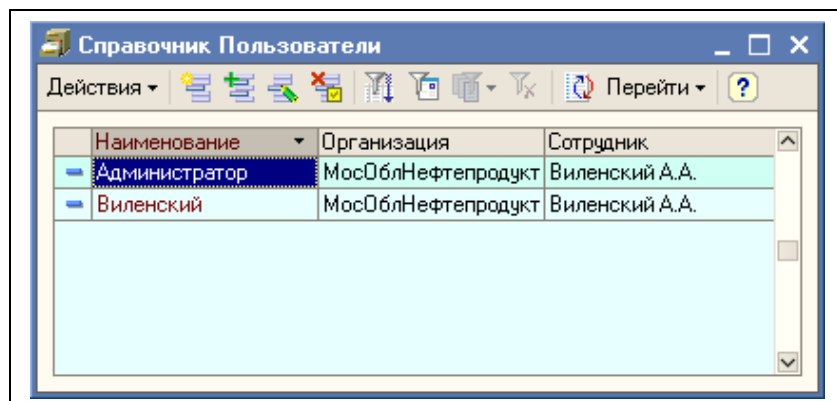 Справочник Пользователи
Действия Перейти ?
Наименование Организация Сотрудник
Администратор МосОблНефтепродукт Виленский А.А.
Виленский МосОблНефтепродукт Виленский А.А.